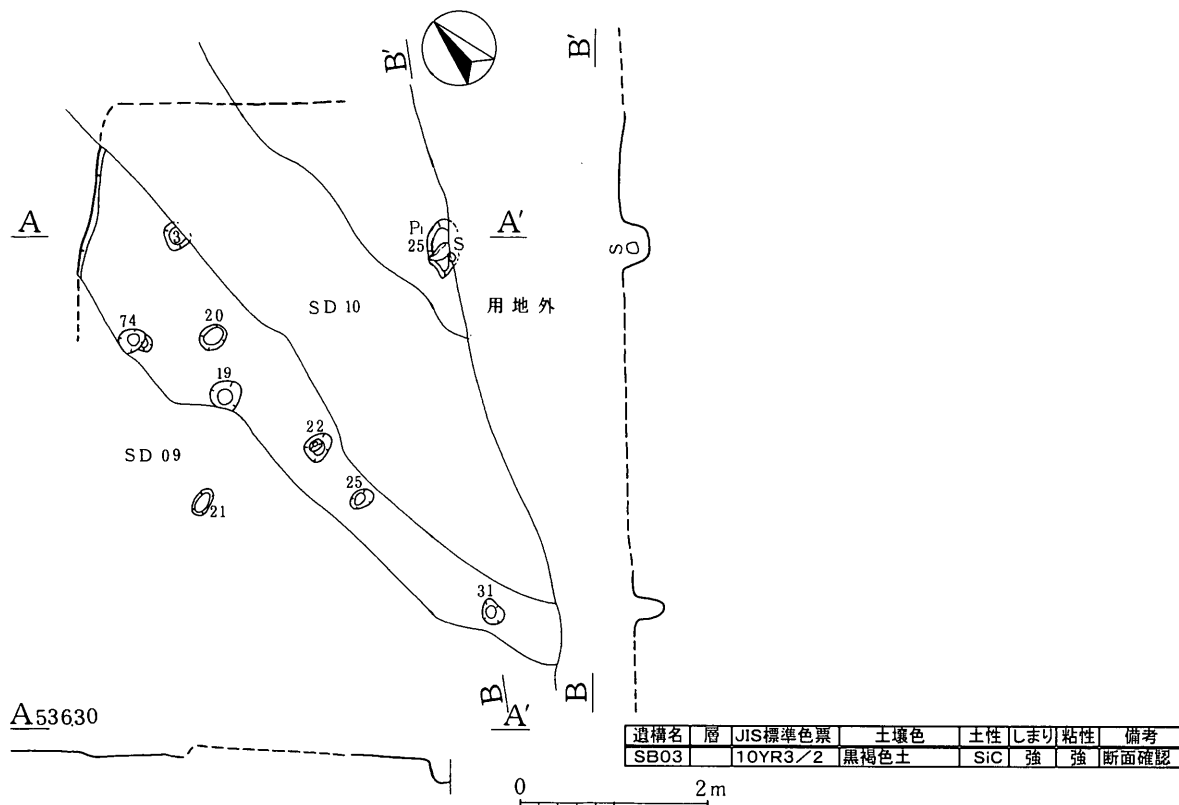 B′
B′
A
A′
P1
25
S
S
3
用地外
SD 10
74
20
19
22
SD 09
25
21
31
B
B
A 536.30
A′
遺構名 層 JIS標準色票 土壌色 土性 しまり 粘性 備考
SB03 10YR3/2 黒褐色土 SiC 強 強 断面確認
0 2m